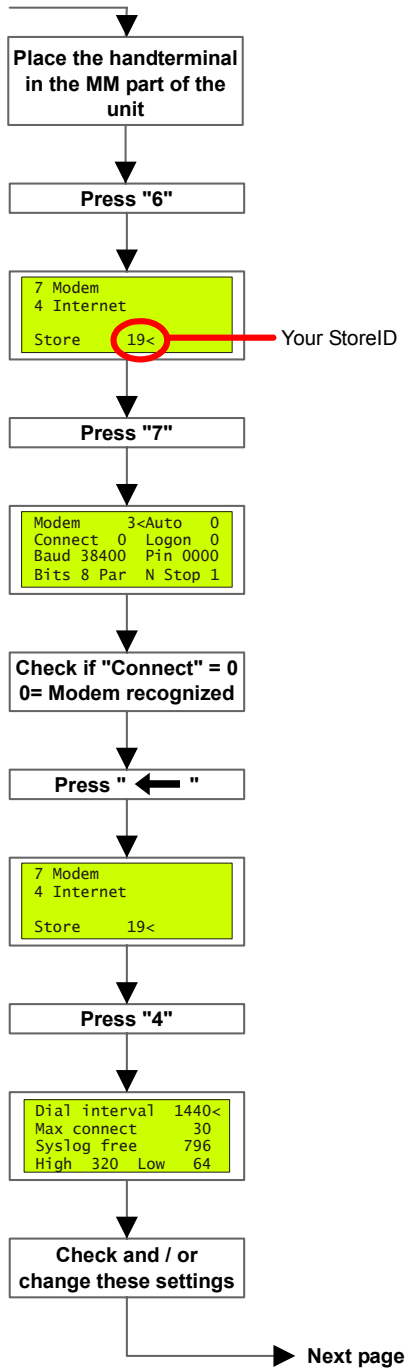 Place the handterminal
in the MM part of the
unit
Press "6"
7 Modem
4 Internet
Store 19<
Your StoreID
Press "7"
Modem 3<Auto 0
Connect 0 Logon 0
Baud 38400 Pin 0000
Bits 8 Par N Stop 1
Check if "Connect" = 0
0= Modem recognized
Press " "
7 Modem
4 Internet
Store 19<
Press "4"
Dial interval 1440<
Max connect 30
Syslog free 796
High 320 Low 64
Check and / or
change these settings
Next page